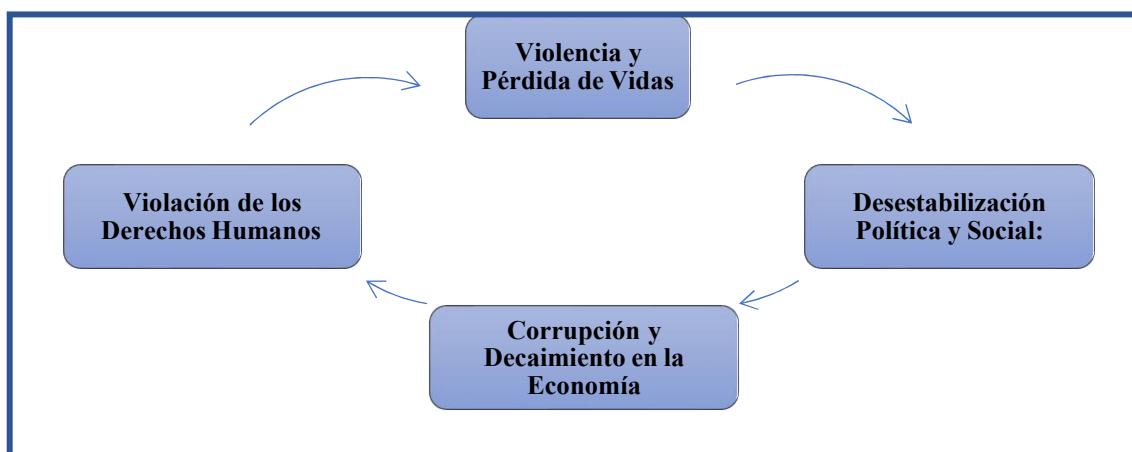 Violencia y
Pérdida de Vidas
Violación de los
Derechos Humanos
Desestabilización
Política y Social:
Corrupción y
Decaimiento en la
Economía